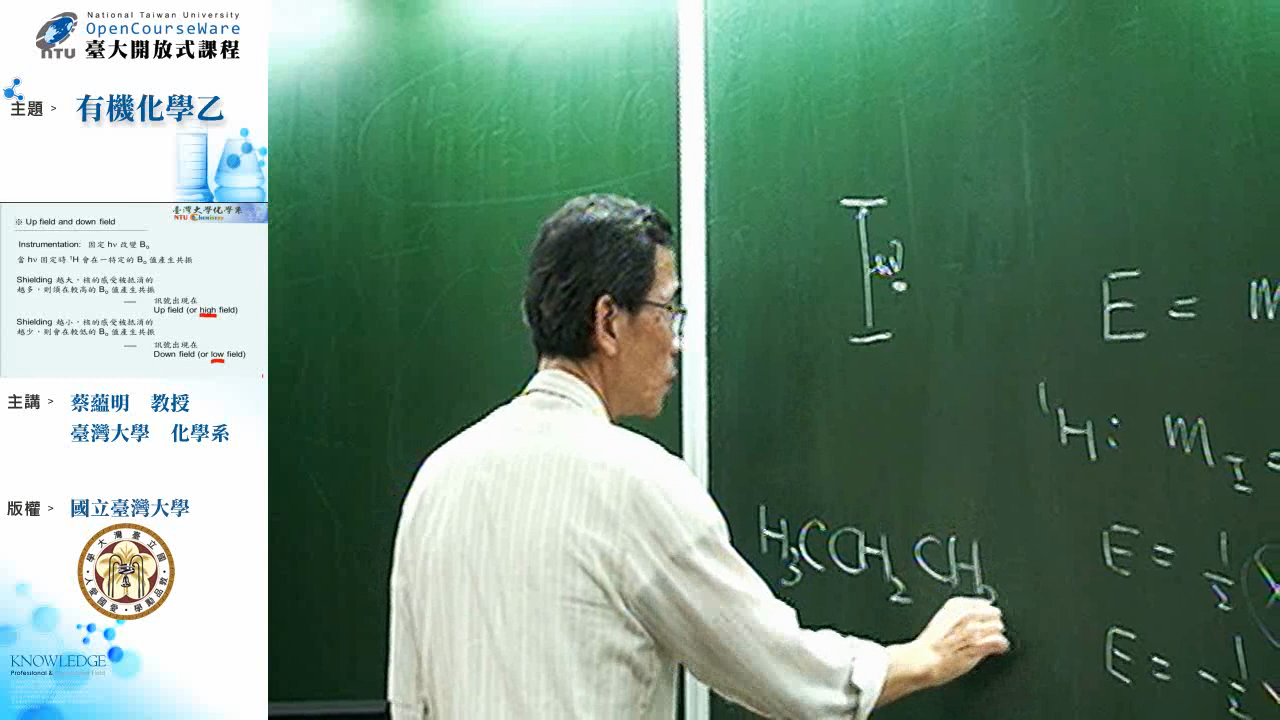 National Taiwan University
OpenCourseWare
NTU 臺大開放式課程
主題 > 有機化學乙
臺灣大學化學系
NTU Chemistry
※ Up field and down field
Instrumentation: 固定 hν 改變 B₀
當 hν 固定時 ¹H 會在一特定的 B₀ 值產生共振
Shielding 越大，核的感受被抵消的
越多，則須在較高的 B₀ 值產生共振
— 訊號出現在
Up field (or high field)
Shielding 越小，核的感受被抵消的
越少，則會在較低的 B₀ 值產生共振
— 訊號出現在
Down field (or low field)
主講 > 蔡蘊明 教授
臺灣大學 化學系
版權 > 國立臺灣大學
KNOWLEDGE
E = m
¹H: m_I =
H₃CCH₂CH₂
E = 1/2
E = -1/2